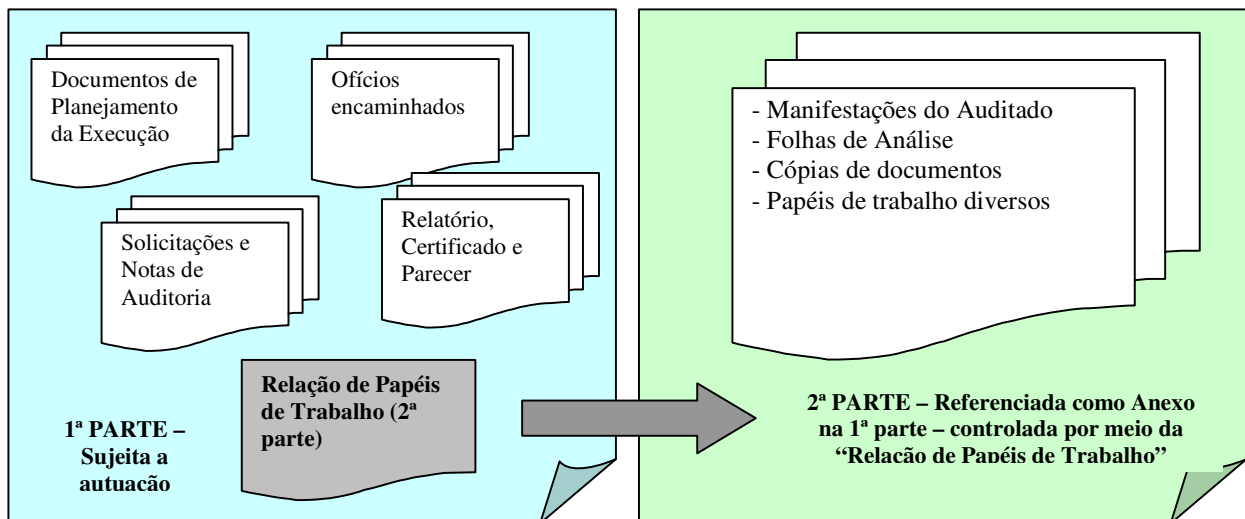 Documentos de
Planejamento
da Execução
Ofícios
encaminhados
Solicitações e
Notas de
Auditoria
Relatório,
Certificado e
Parecer
Relação de Papéis
de Trabalho (2ª
parte)
1ª PARTE –
Sujeita a
autuação
- Manifestações do Auditado
- Folhas de Análise
- Cópias de documentos
- Papéis de trabalho diversos
2ª PARTE – Referenciada como Anexo
na 1ª parte – controlada por meio da
“Relação de Papéis de Trabalho”